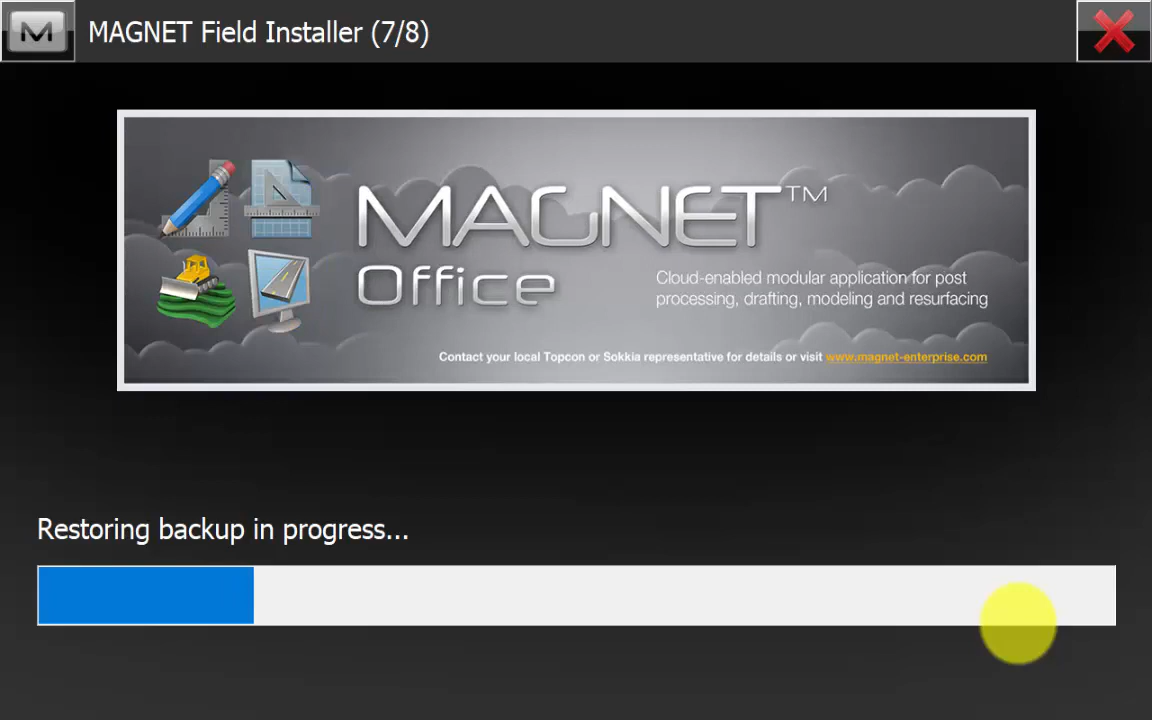 MAGNET Field Installer (7/8)
MAGNET™
Office
Cloud-enabled modular application for post
processing, drafting, modeling and resurfacing
Contact your local Topcon or Sokkia representative for details or visit www.magnet-enterprise.com
Restoring backup in progress...